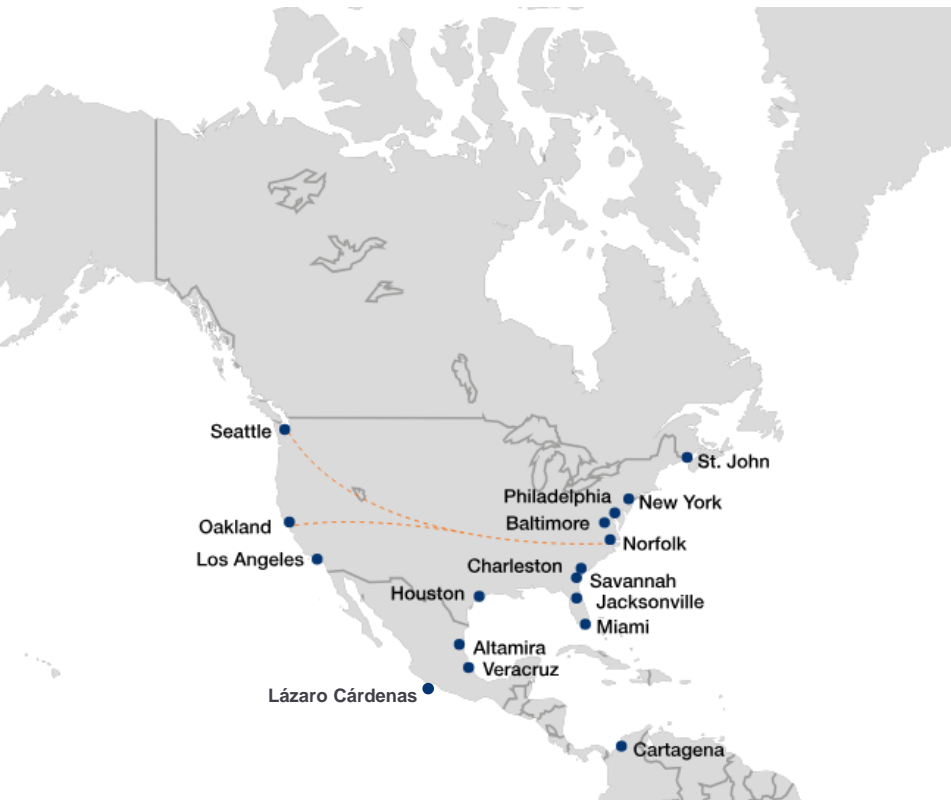 Seattle
St. John
Philadelphia
New York
Baltimore
Oakland
Norfolk
Los Angeles
Charleston
Savannah
Houston
Jacksonville
Miami
Altamira
Veracruz
Lázaro Cárdenas
Cartagena